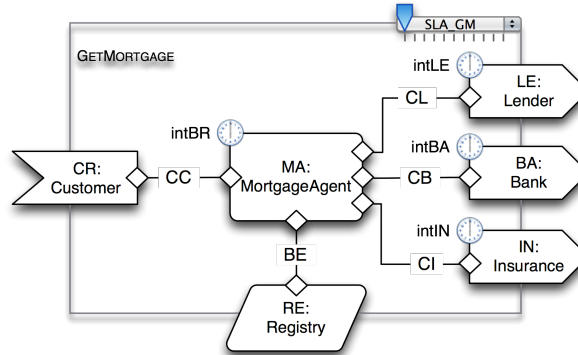 SLA_GM
GETMORTGAGE
intLE
LE:
Lender
CL
intBR
intBA
CR:
Customer
CC
MA:
MortgageAgent
CB
BA:
Bank
intIN
BE
CI
IN:
Insurance
RE:
Registry